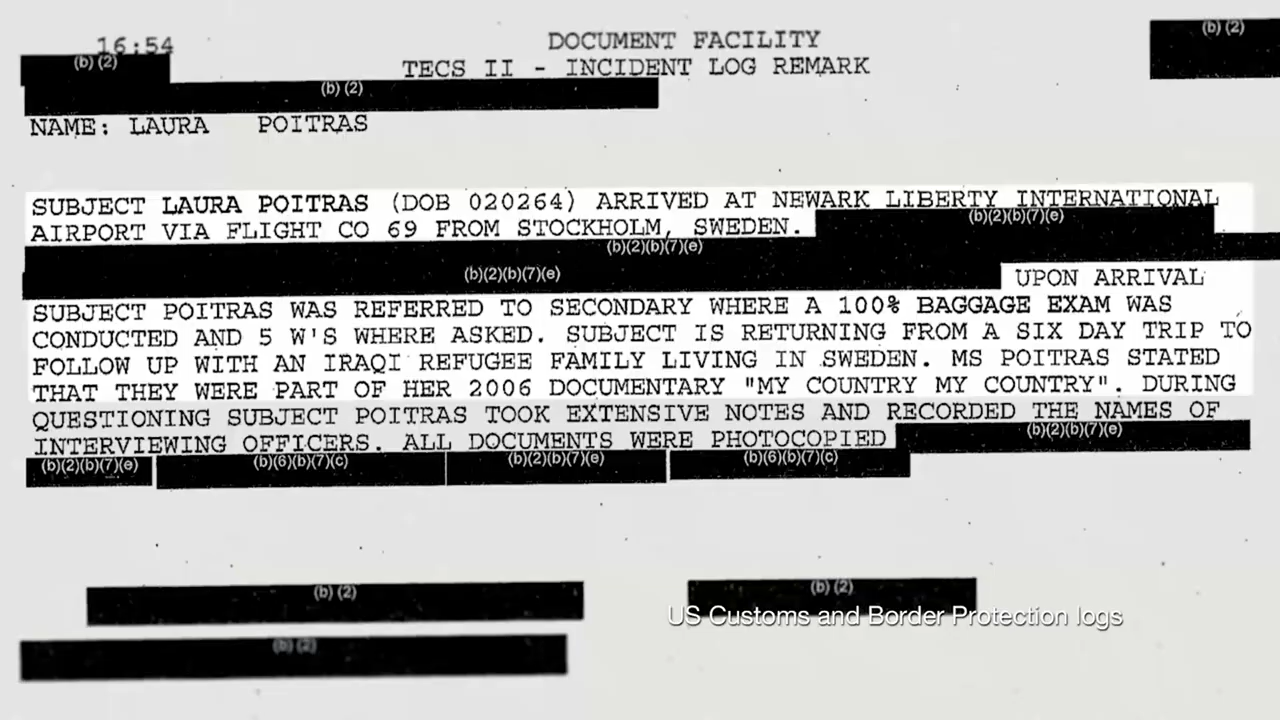 16:54 DOCUMENT FACILITY (b) (2)
(b) (2) TECS II - INCIDENT LOG REMARK
(b) (2)
NAME: LAURA POITRAS
SUBJECT LAURA POITRAS (DOB 020264) ARRIVED AT NEWARK LIBERTY INTERNATIONAL
AIRPORT VIA FLIGHT CO 69 FROM STOCKHOLM, SWEDEN. (b)(2)(b)(7)(e)
(b)(2)(b)(7)(e)
(b)(2)(b)(7)(e) UPON ARRIVAL
SUBJECT POITRAS WAS REFERRED TO SECONDARY WHERE A 100% BAGGAGE EXAM WAS
CONDUCTED AND 5 W'S WHERE ASKED. SUBJECT IS RETURNING FROM A SIX DAY TRIP TO
FOLLOW UP WITH AN IRAQI REFUGEE FAMILY LIVING IN SWEDEN. MS POITRAS STATED
THAT THEY WERE PART OF HER 2006 DOCUMENTARY "MY COUNTRY MY COUNTRY". DURING
QUESTIONING SUBJECT POITRAS TOOK EXTENSIVE NOTES AND RECORDED THE NAMES OF
INTERVIEWING OFFICERS. ALL DOCUMENTS WERE PHOTOCOPIED (b)(2)(b)(7)(e)
(b)(2)(b)(7)(e) (b)(6)(b)(7)(c) (b)(2)(b)(7)(e) (b)(6)(b)(7)(c)
(b) (2) (b) (2)
US Customs and Border Protection logs
(b) (2)